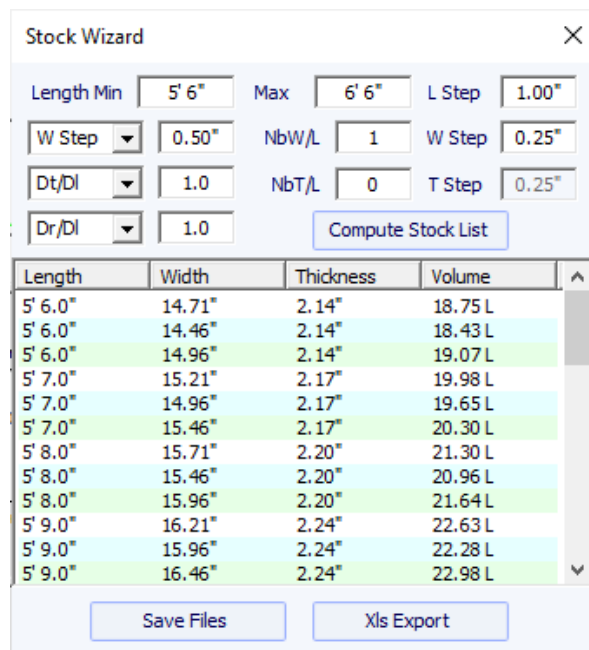 Stock Wizard
Length Min 5' 6" Max 6' 6" L Step 1.00"
W Step 0.50" NbW/L 1 W Step 0.25"
Dt/Dl 1.0 NbT/L 0 T Step 0.25"
Dr/Dl 1.0 Compute Stock List
Length Width Thickness Volume
5' 6.0" 14.71" 2.14" 18.75 L
5' 6.0" 14.46" 2.14" 18.43 L
5' 6.0" 14.96" 2.14" 19.07 L
5' 7.0" 15.21" 2.17" 19.98 L
5' 7.0" 14.96" 2.17" 19.65 L
5' 7.0" 15.46" 2.17" 20.30 L
5' 8.0" 15.71" 2.20" 21.30 L
5' 8.0" 15.46" 2.20" 20.96 L
5' 8.0" 15.96" 2.20" 21.64 L
5' 9.0" 16.21" 2.24" 22.63 L
5' 9.0" 15.96" 2.24" 22.28 L
5' 9.0" 16.46" 2.24" 22.98 L
Save Files Xls Export